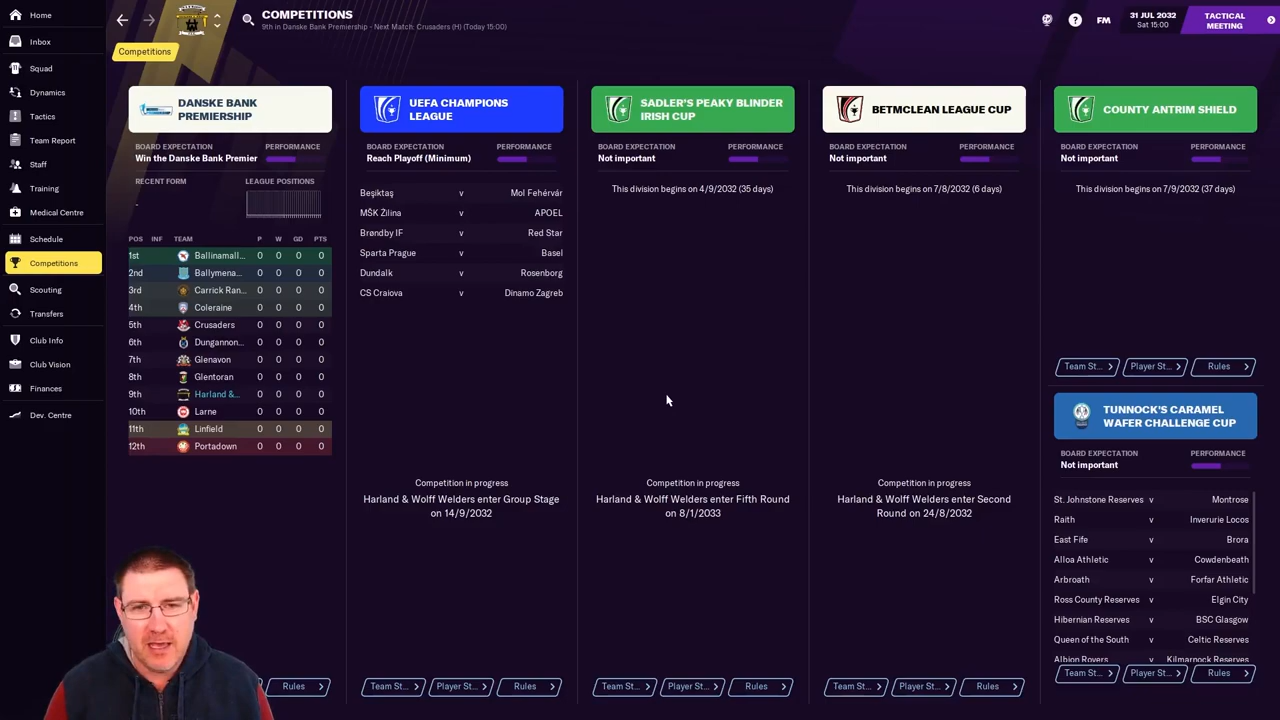 Home
Inbox
Squad
Dynamics
Tactics
Team Report
Staff
Training
Medical Centre
Schedule
Competitions
Scouting
Transfers
Club Info
Club Vision
Finances
Dev. Centre
COMPETITIONS
9th in Danske Bank Premiership - Next Match: Crusaders (H) (Today 15:00)
?
FM
31 JUL 2032
Sat 15:00
TACTICAL
MEETING
Competitions
DANSKE BANK
PREMIERSHIP
BOARD EXPECTATION PERFORMANCE
Win the Danske Bank Premier
RECENT FORM LEAGUE POSITIONS
-
POS INF TEAM P W GD PTS
1st Ballinamall... 0 0 0 0
2nd Ballymena... 0 0 0 0
3rd Carrick Ran... 0 0 0 0
4th Coleraine 0 0 0 0
5th Crusaders 0 0 0 0
6th Dungannon... 0 0 0 0
7th Glenavon 0 0 0 0
8th Glentoran 0 0 0 0
9th Harland &... 0 0 0 0
10th Larne 0 0 0 0
11th Linfield 0 0 0 0
12th Portadown 0 0 0 0
Rules
UEFA CHAMPIONS
LEAGUE
BOARD EXPECTATION PERFORMANCE
Reach Playoff (Minimum)
Beşiktaş v Mol Fehérvár
MŠK Žilina v APOEL
Brøndby IF v Red Star
Sparta Prague v Basel
Dundalk v Rosenborg
CS Craiova v Dinamo Zagreb
Competition in progress
Harland & Wolff Welders enter Group Stage
on 14/9/2032
Team St... Player St... Rules
SADLER'S PEAKY BLINDER
IRISH CUP
BOARD EXPECTATION PERFORMANCE
Not important
This division begins on 4/9/2032 (35 days)
Competition in progress
Harland & Wolff Welders enter Fifth Round
on 8/1/2033
Team St... Player St... Rules
BETMCLEAN LEAGUE CUP
BOARD EXPECTATION PERFORMANCE
Not important
This division begins on 7/8/2032 (6 days)
Competition in progress
Harland & Wolff Welders enter Second
Round on 24/8/2032
Team St... Player St... Rules
COUNTY ANTRIM SHIELD
BOARD EXPECTATION PERFORMANCE
Not important
This division begins on 7/9/2032 (37 days)
Team St... Player St... Rules
TUNNOCK'S CARAMEL
WAFER CHALLENGE CUP
BOARD EXPECTATION PERFORMANCE
Not important
St. Johnstone Reserves v Montrose
Raith v Inverurie Locos
East Fife v Brora
Alloa Athletic v Cowdenbeath
Arbroath v Forfar Athletic
Ross County Reserves v Elgin City
Hibernian Reserves v BSC Glasgow
Queen of the South v Celtic Reserves
Albion Rovers v Kilmarnock Reserves
Team St... Player St... Rules